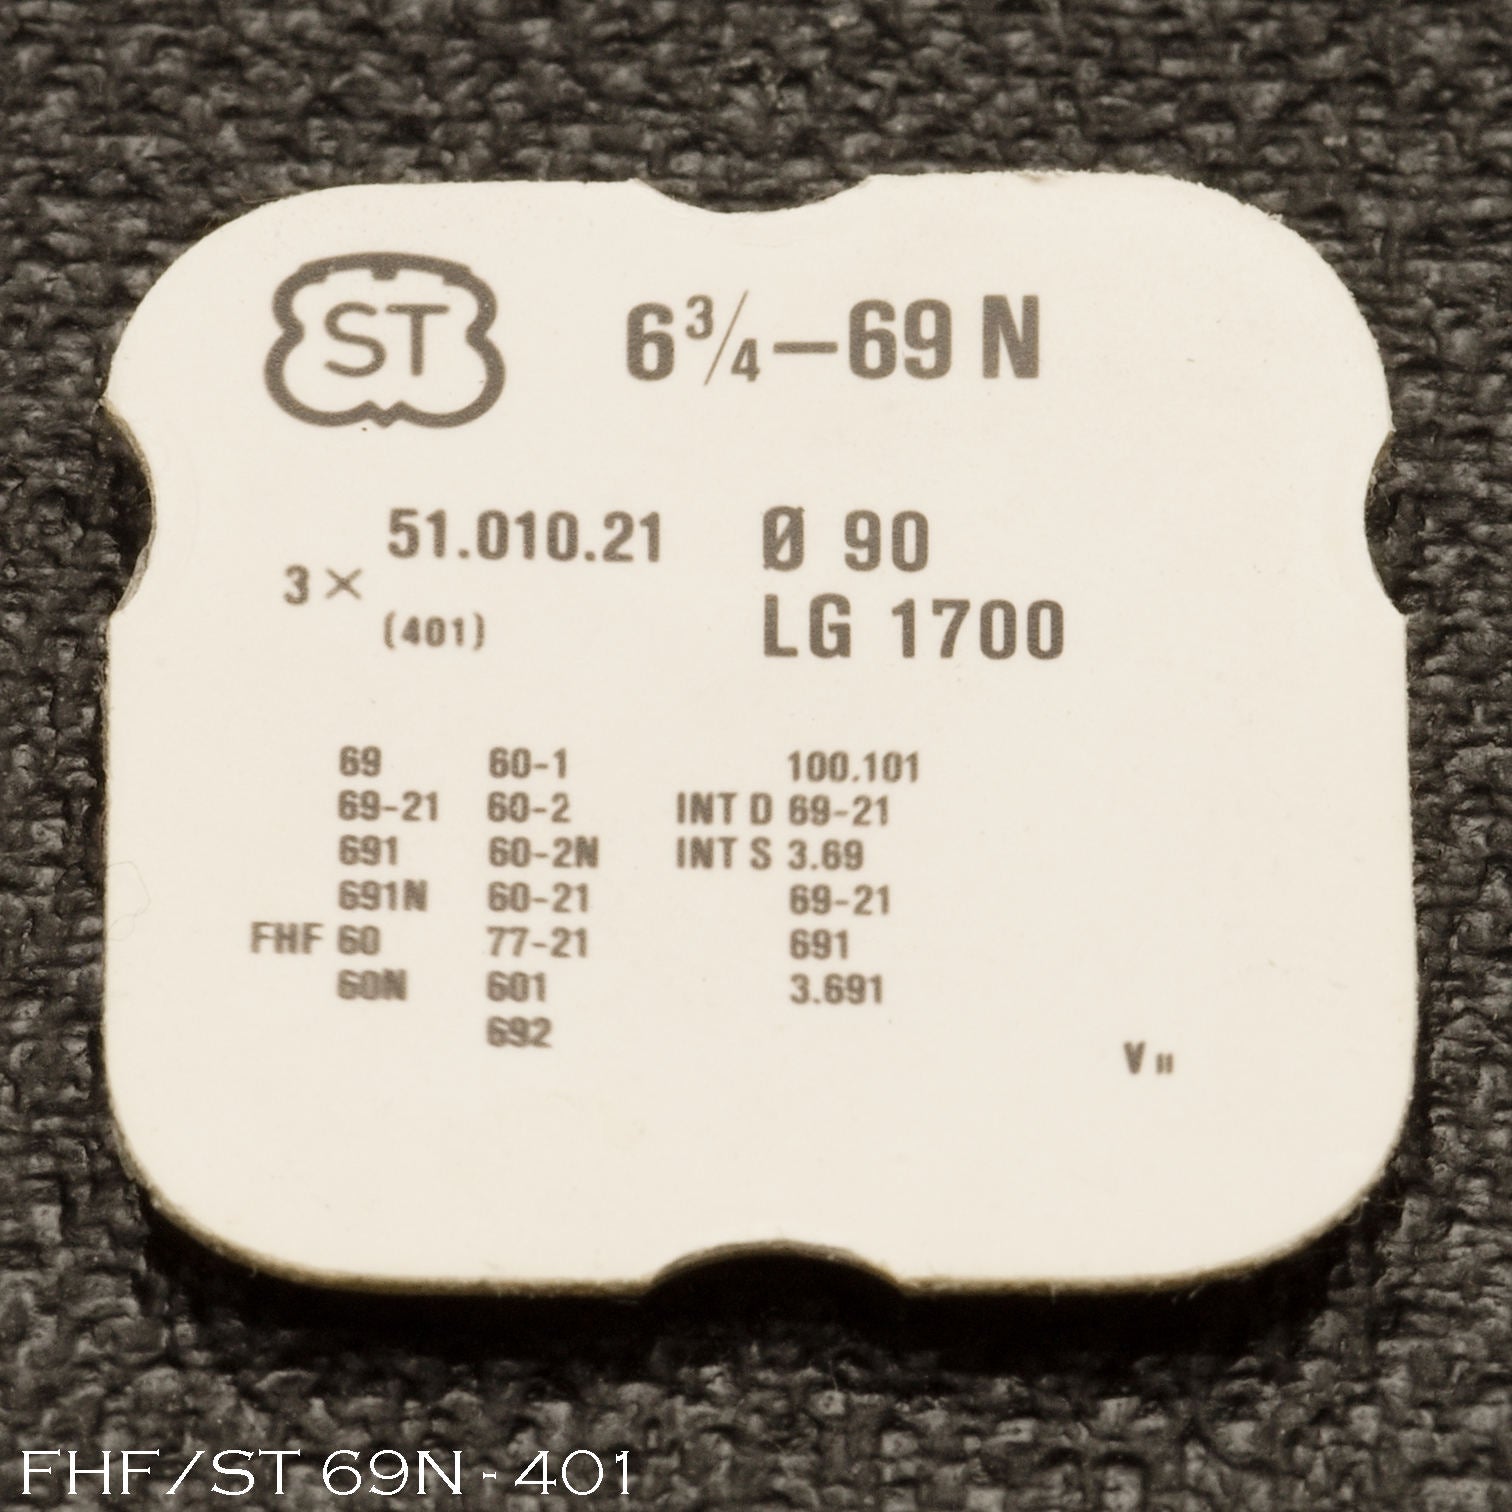 ST 6¾–69 N
51.010.21 Ø 90
3 ×
(401) LG 1700
69 60-1 100.101
69-21 60-2 INT D 69-21
691 60-2N INT S 3.69
691N 60-21 69-21
FHF 60 77-21 691
60N 601 3.691
692
V II
FHF/ST 69N - 401